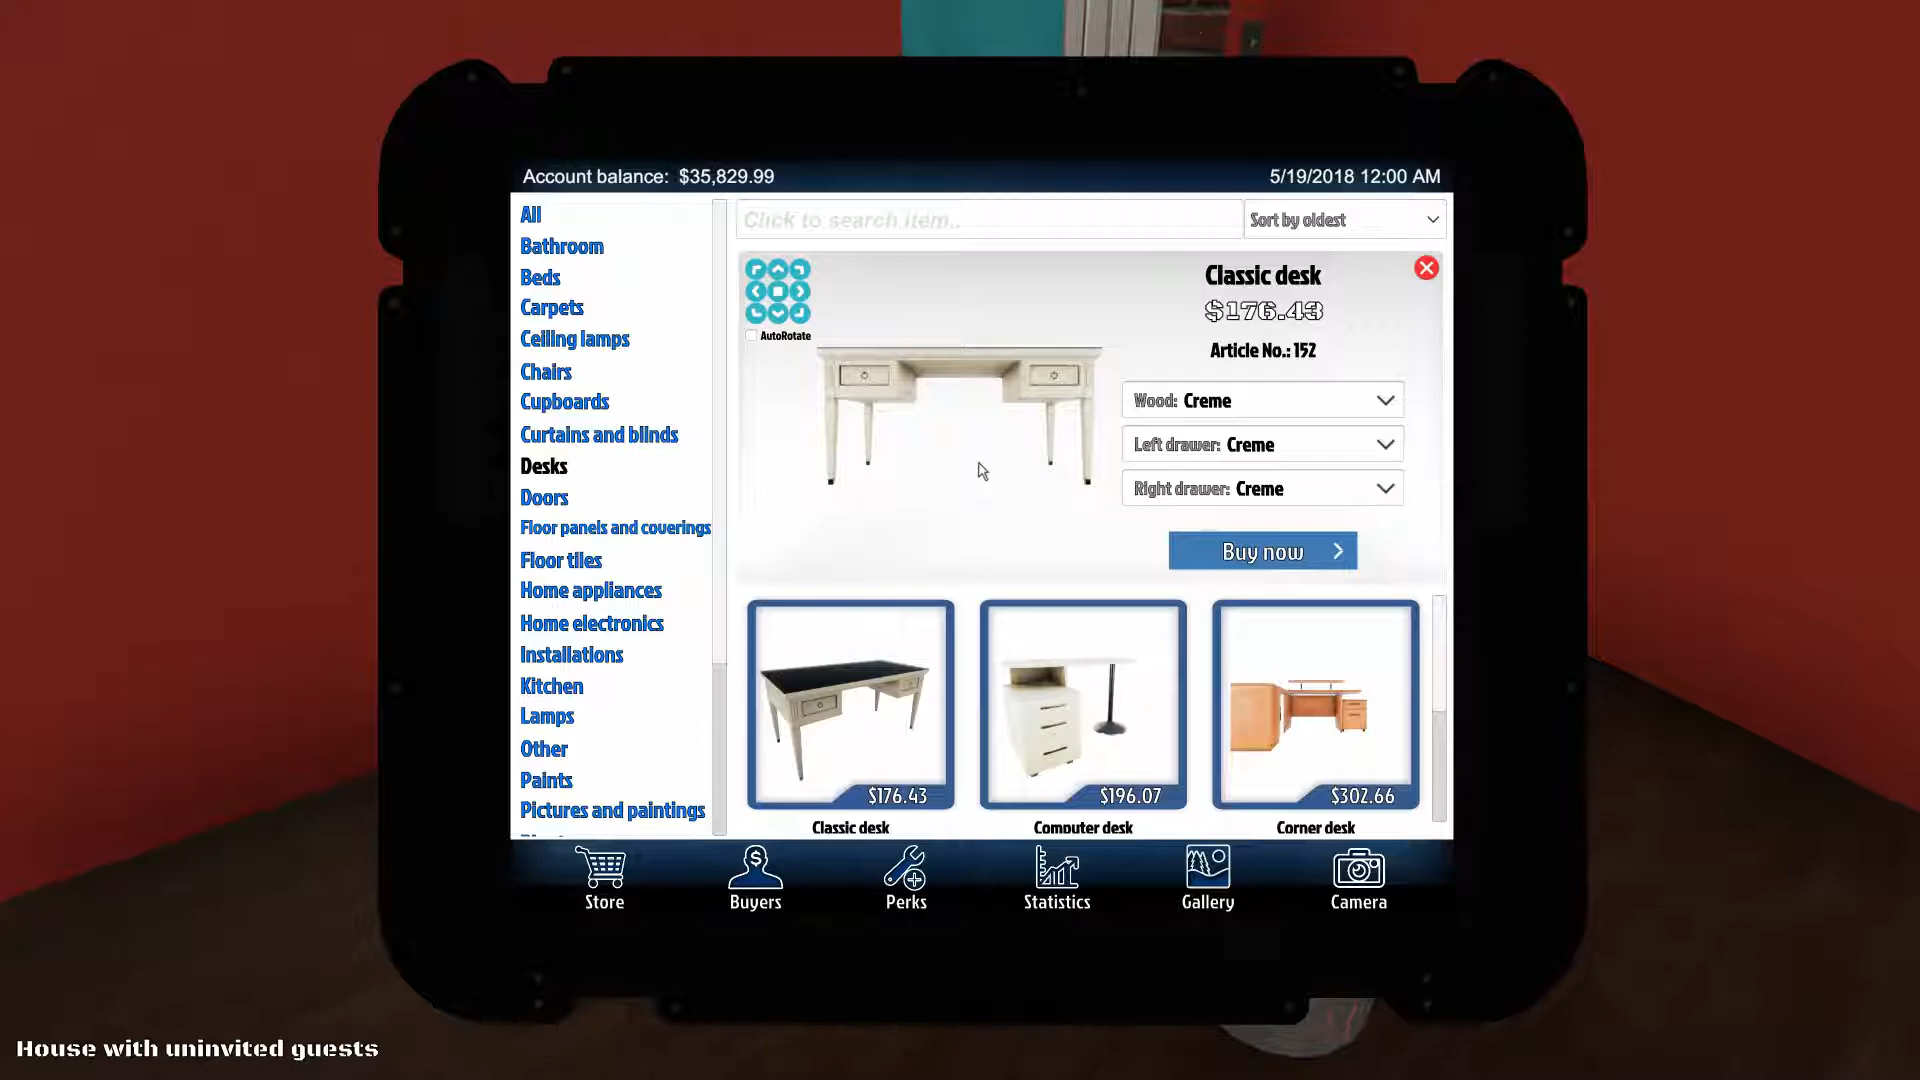 Account balance: $35,829.99
5/19/2018 12:00 AM
All
Bathroom
Beds
Carpets
Ceiling lamps
Chairs
Cupboards
Curtains and blinds
Desks
Doors
Floor panels and coverings
Floor tiles
Home appliances
Home electronics
Installations
Kitchen
Lamps
Other
Paints
Pictures and paintings
Click to search item..
Sort by oldest
AutoRotate
Classic desk
$176.43
Article No.: 152
Wood: Creme
Left drawer: Creme
Right drawer: Creme
Buy now
$176.43
$196.07
$302.66
Classic desk
Computer desk
Corner desk
Store
Buyers
Perks
Statistics
Gallery
Camera
House with uninvited guests